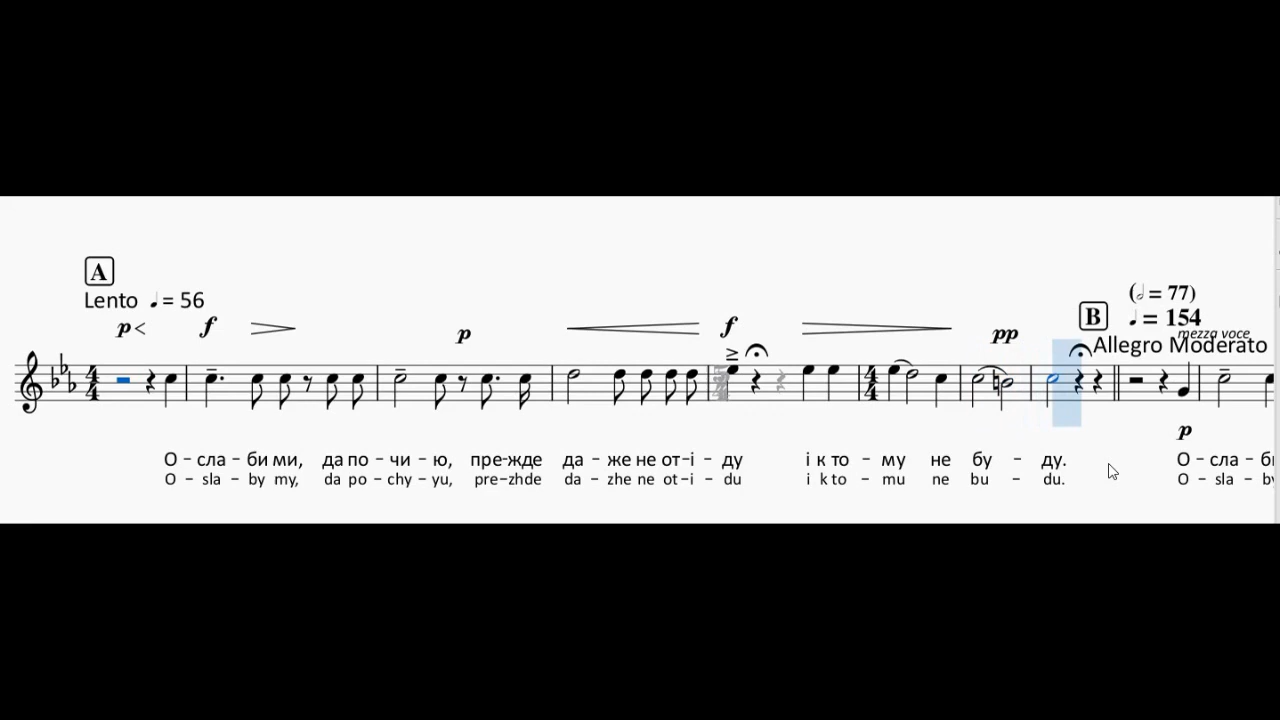 A
Lento ♩ = 56
p f p f pp
(𝅗𝅥 = 77)
B ♩ = 154
mezza voce
Allegro Moderato
p
О – сла – би ми, да по – чи – ю, пре – жде да – же не от – і – ду і к то – му не бу – ду. О – сла – б
O – sla – by my, da po – chy – yu, pre – zhde da – zhe ne ot – i – du i k to – mu ne bu – du. O – sla – b